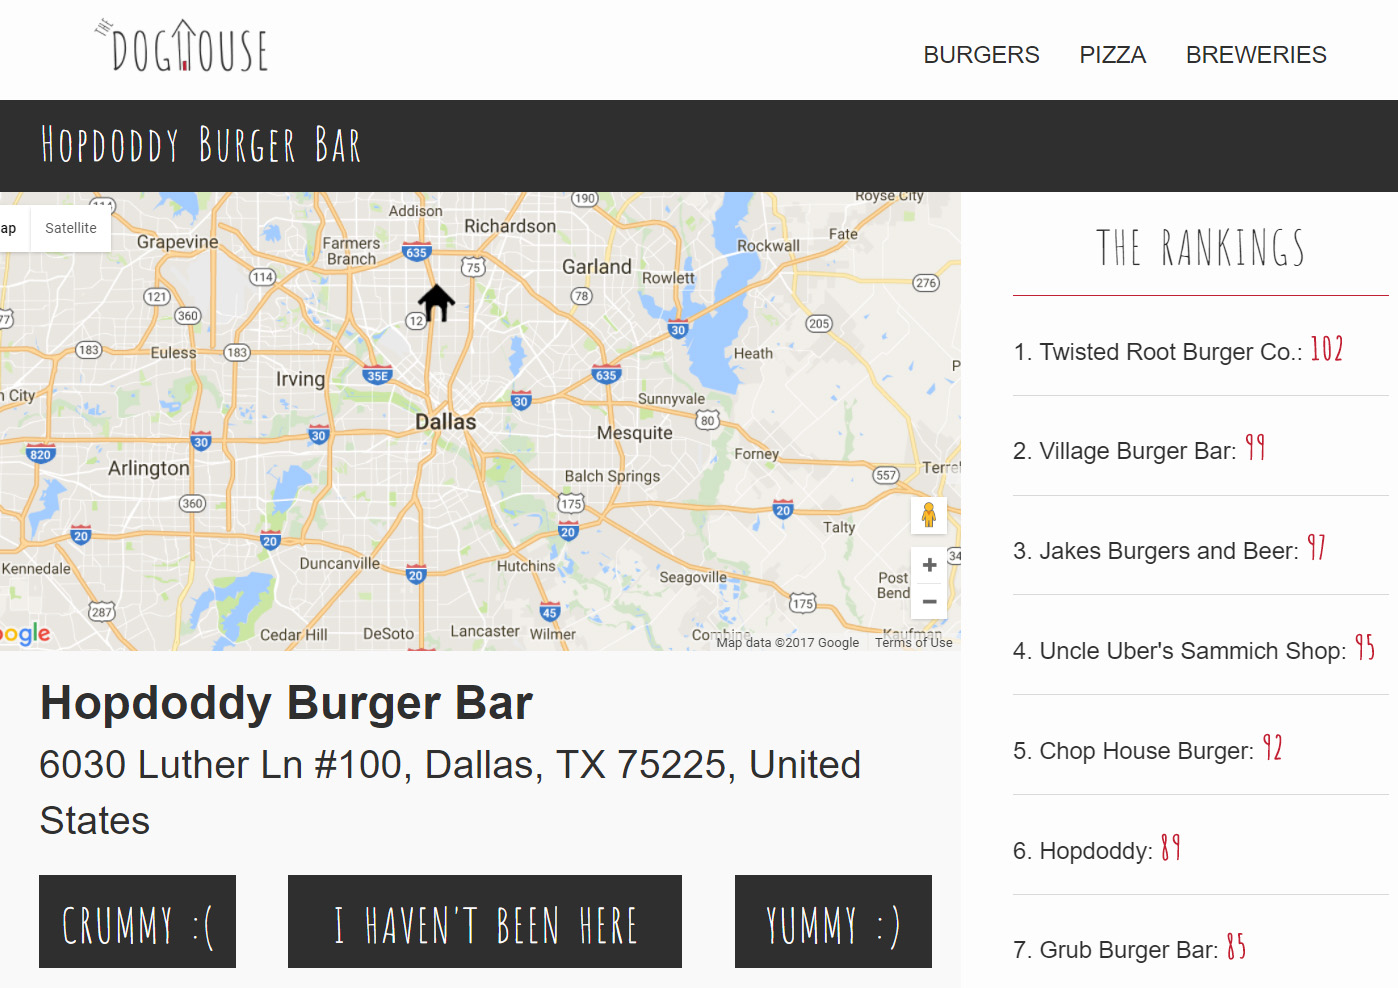 THE DOGHOUSE
BURGERS PIZZA BREWERIES
Hopdoddy Burger Bar
ap Satellite
114
190
Royse City
Addison
Richardson
Grapevine
Farmers
Branch
635
75
Rockwall
Fate
Garland
Rowlett
114
78
276
121
360
12
30
205
77
183
Euless
183
Heath
Irving
35E
635
P
n City
30
Sunnyvale
Dallas
80
Mesquite
30
30
820
Arlington
Forney
Balch Springs
557
Terrel
360
175
20
Talty
20
20
20
34
Kennedale
Duncanville
20
Hutchins
Seagoville
Post
Bend
287
45
175
ogle
Cedar Hill
DeSoto
Lancaster
Wilmer
Combine
Kaufman
Map data ©2017 Google Terms of Use
Hopdoddy Burger Bar
6030 Luther Ln #100, Dallas, TX 75225, United
States
CRUMMY :( I HAVEN'T BEEN HERE YUMMY :)
THE RANKINGS
1. Twisted Root Burger Co.: 102
2. Village Burger Bar: 99
3. Jakes Burgers and Beer: 97
4. Uncle Uber's Sammich Shop: 95
5. Chop House Burger: 92
6. Hopdoddy: 89
7. Grub Burger Bar: 85